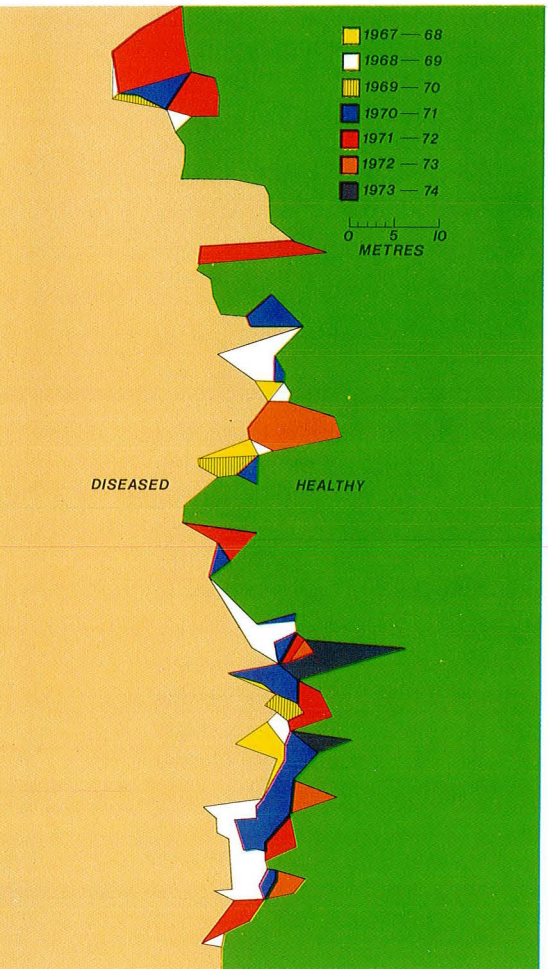 1967 — 68
1968 — 69
1969 — 70
1970 — 71
1971 — 72
1972 — 73
1973 — 74
0 5 10
METRES
DISEASED HEALTHY